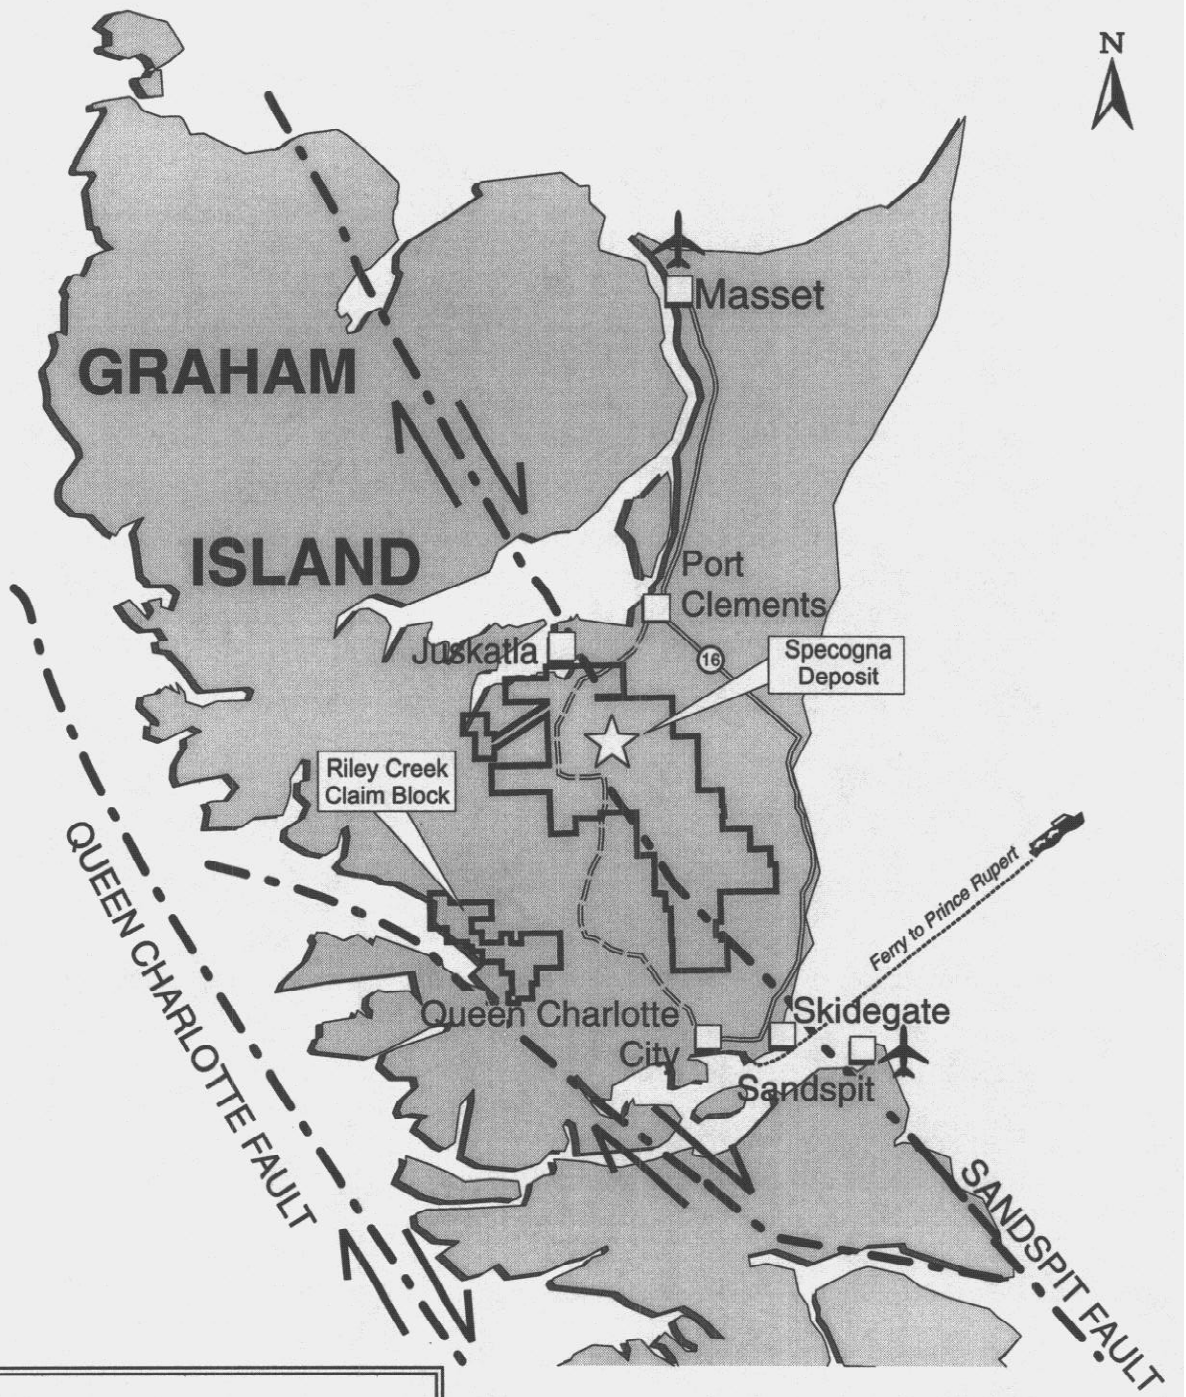 N
Masset
GRAHAM
ISLAND
Port
Clements
Juskatla
16
Specogna
Deposit
Riley Creek
Claim Block
QUEEN CHARLOTTE FAULT
Ferry to Prince Rupert
Queen Charlotte
City
Skidegate
Sandspit
SANDSPIT FAULT